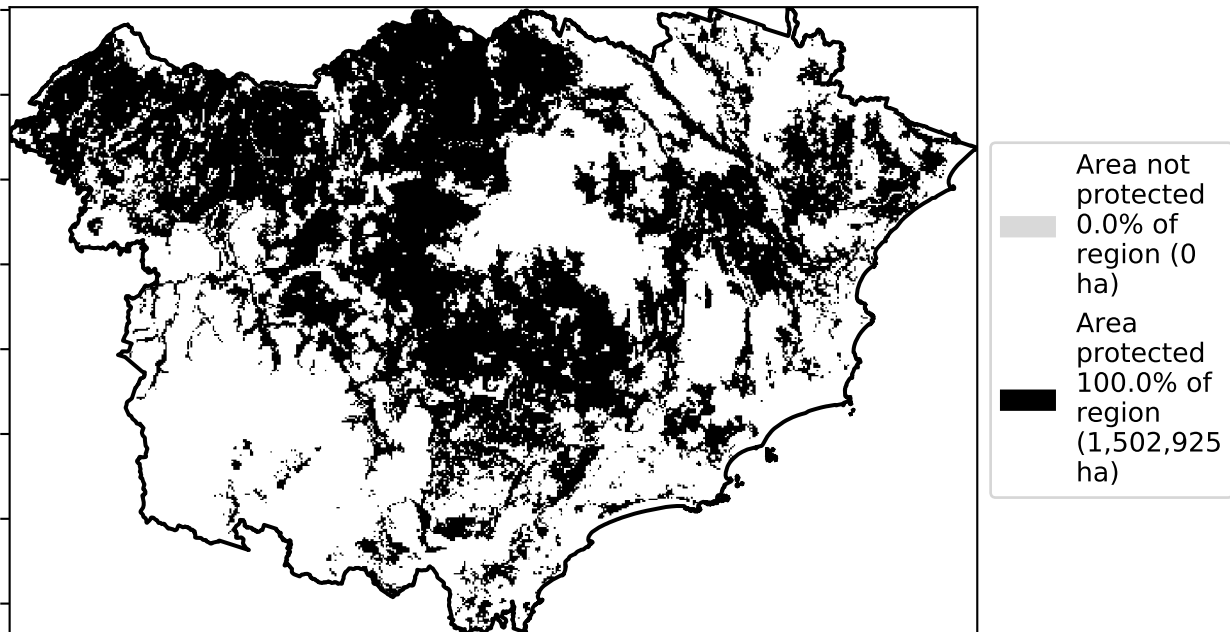 Area not
protected
0.0% of
region (0
ha)
Area
protected
100.0% of
region
(1,502,925
ha)